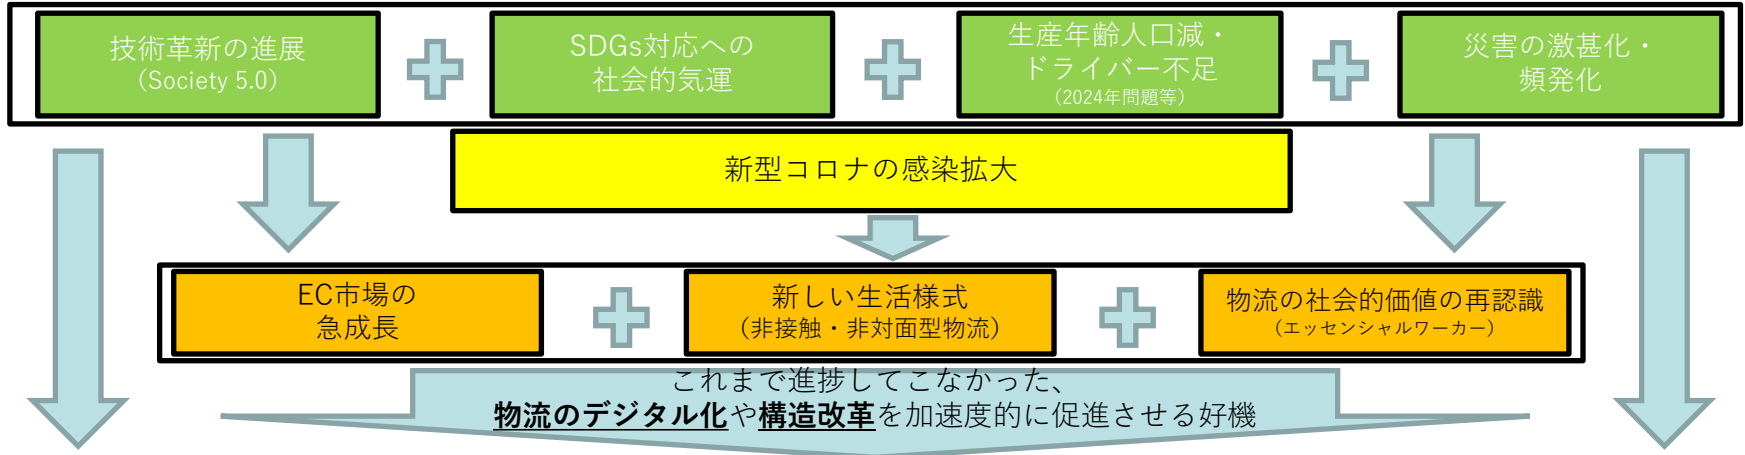 技術革新の進展
（Society 5.0）
SDGs対応への
社会的気運
生産年齢人口減・
ドライバー不足
（2024年問題等）
災害の激甚化・
頻発化
新型コロナの感染拡大
EC市場の
急成長
新しい生活様式
（非接触・非対面型物流）
物流の社会的価値の再認識
（エッセンシャルワーカー）
これまで進捗してこなかった、
物流のデジタル化や構造改革を加速度的に促進させる好機